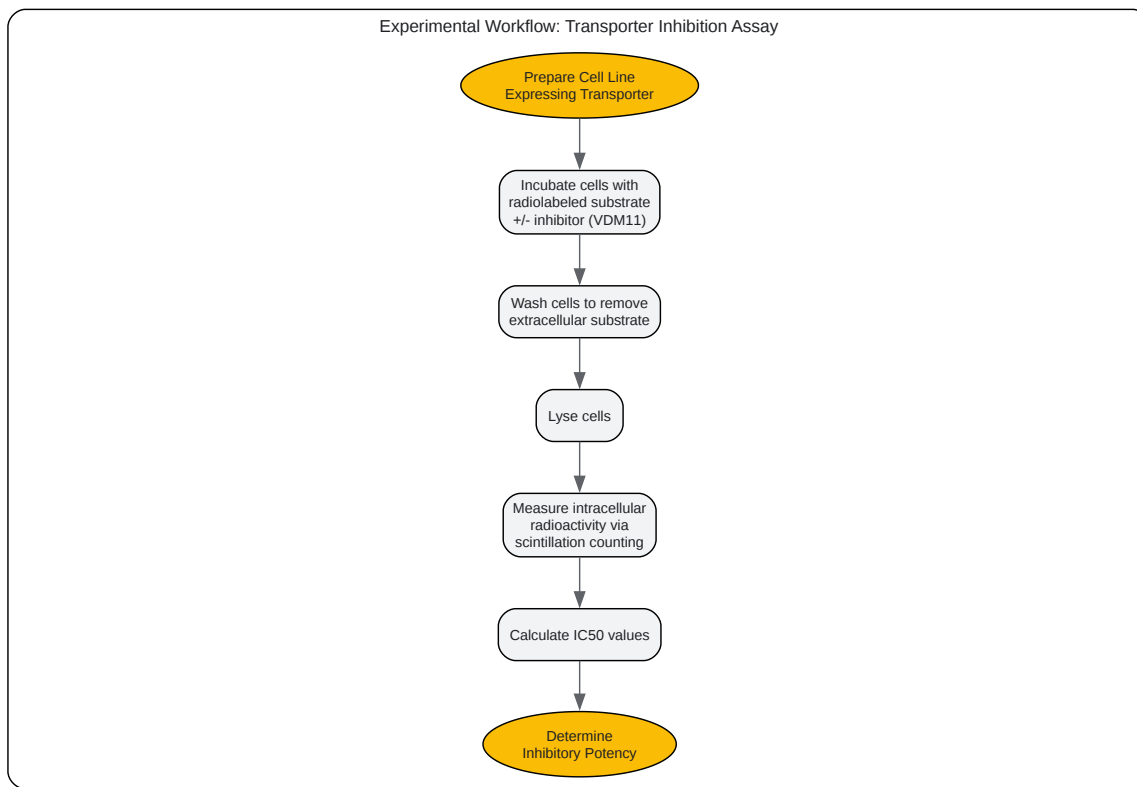 Experimental Workflow: Transporter Inhibition Assay
Prepare Cell Line
Expressing Transporter
Incubate cells with
radiolabeled substrate
+/- inhibitor (VDM11)
Wash cells to remove
extracellular substrate
Lyse cells
Measure intracellular
radioactivity via
scintillation counting
Calculate IC50 values
Determine
Inhibitory Potency